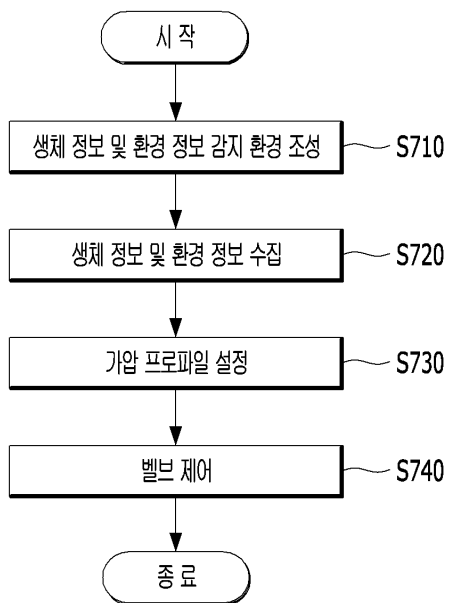 시 작
생체 정보 및 환경 정보 감지 환경 조성
S710
생체 정보 및 환경 정보 수집
S720
가압 프로파일 설정
S730
벨브 제어
S740
종 료